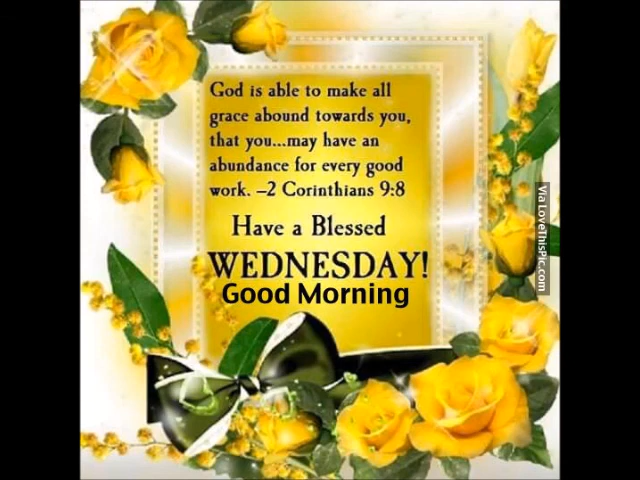 God is able to make all
grace abound towards you,
that you...may have an
abundance for every good
work. –2 Corinthians 9:8
Have a Blessed
WEDNESDAY!
Good Morning
Via LoveThisPic.com